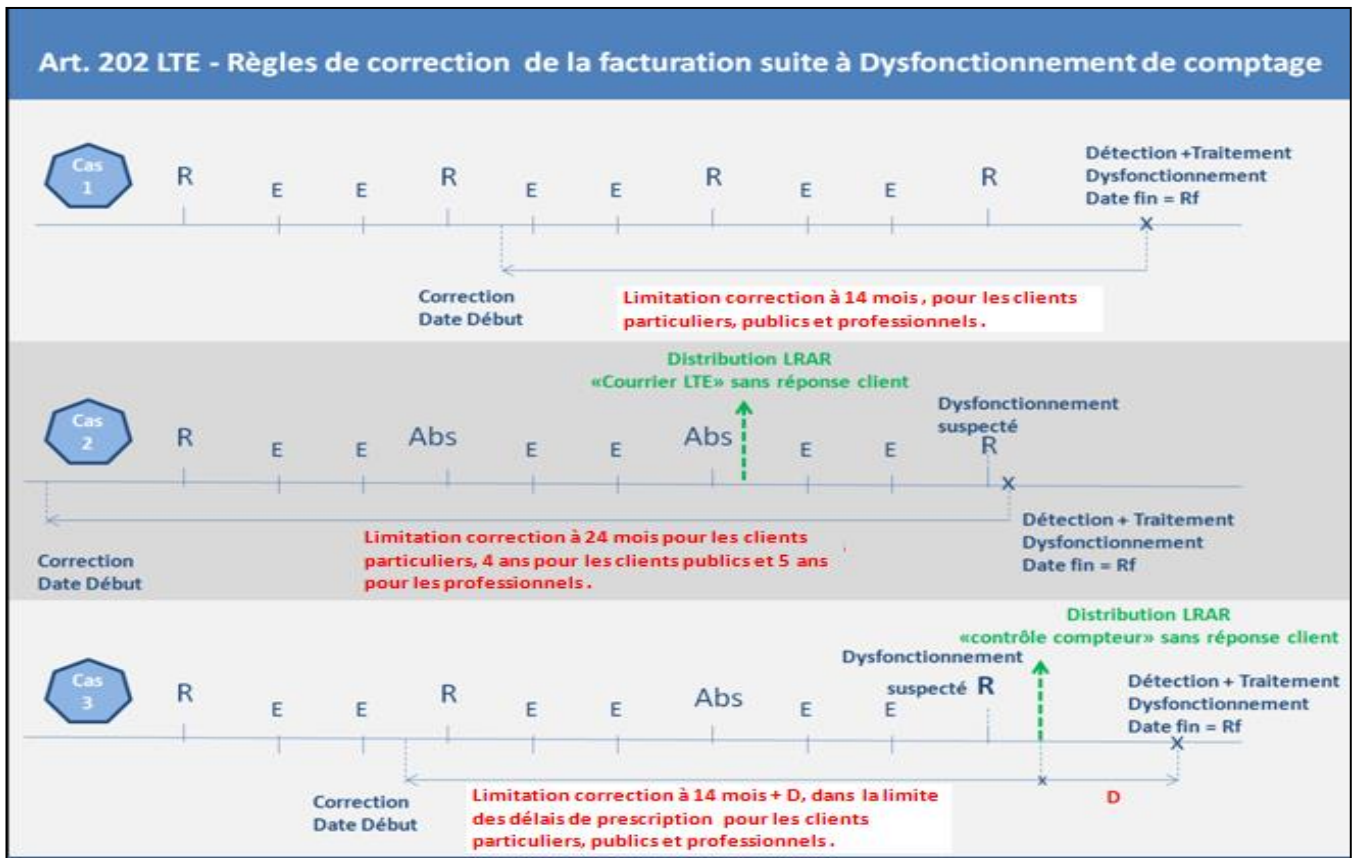 Art. 202 LTE - Règles de correction de la facturation suite à Dysfonctionnement de comptage
Cas
1
R E E R E E R E E R
Détection +Traitement
Dysfonctionnement
Date fin = Rf
x
Correction
Date Début
Limitation correction à 14 mois , pour les clients
particuliers, publics et professionnels .
Distribution LRAR
«Courrier LTE» sans réponse client
Cas
2
R E E Abs E E Abs E E
Dysfonctionnement
suspecté
R
x
Détection + Traitement
Dysfonctionnement
Date fin = Rf
Correction
Date Début
Limitation correction à 24 mois pour les clients
particuliers, 4 ans pour les clients publics et 5 ans
pour les professionnels .
Distribution LRAR
«contrôle compteur» sans réponse client
Cas
3
R E E R E E Abs E E
Dysfonctionnement
suspecté R
Détection + Traitement
Dysfonctionnement
Date fin = Rf
x
x
D
Correction
Date Début
Limitation correction à 14 mois + D, dans la limite
des délais de prescription pour les clients
particuliers, publics et professionnels .